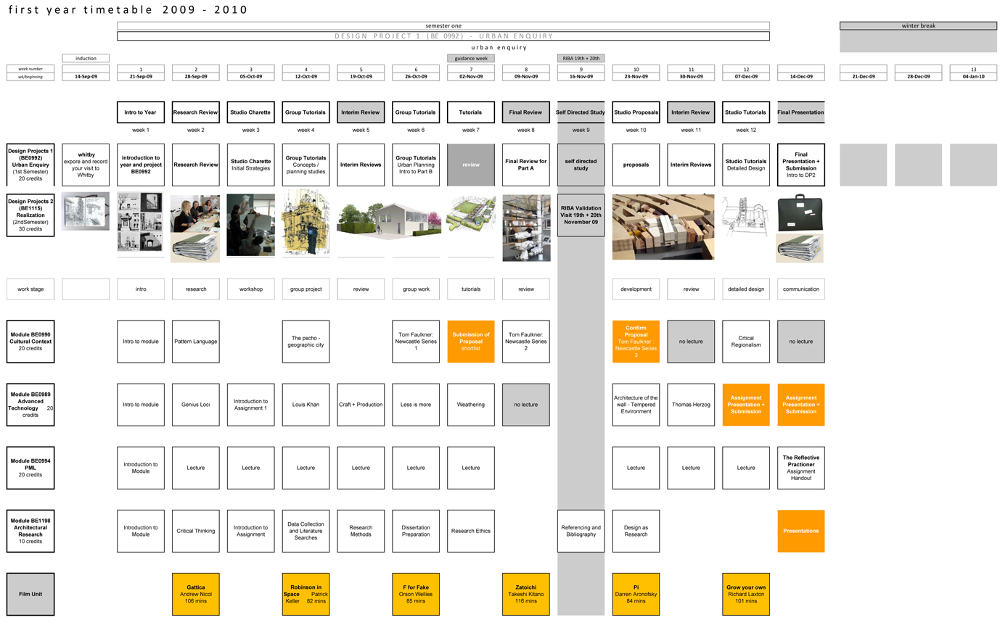 first year timetable 2009 - 2010
semester one
winter break
DESIGN PROJECT 1 (BE 0992) - URBAN ENQUIRY
urban enquiry
induction
guidance week
RIBA 19th + 20th
week number
1
2
3
4
5
6
7
8
9
10
11
12
13
wk/beginning
14-Sep-09
21-Sep-09
28-Sep-09
05-Oct-09
12-Oct-09
19-Oct-09
26-Oct-09
02-Nov-09
09-Nov-09
16-Nov-09
23-Nov-09
30-Nov-09
07-Dec-09
14-Dec-09
21-Dec-09
28-Dec-09
04-Jan-10
Intro to Year
Research Review
Studio Charette
Group Tutorials
Interim Review
Group Tutorials
Tutorials
Final Review
Self Directed Study
Studio Proposals
Interim Review
Studio Tutorials
Final Presentation
week 1
week 2
week 3
week 4
week 5
week 6
week 7
week 8
week 9
week 10
week 11
week 12
Design Projects 1
(BE0992)
Urban Enquiry
(1st Semester)
20 credits
whitby
expore and record
your visit to
Whitby
introduction to
year and project
BE0992
Research Review
Studio Charette
Initial Strategies
Group Tutorials
Concepts /
planning studies
Interim Reviews
Group Tutorials
Urban Planning
Intro to Part B
review
Final Review for
Part A
self directed
study
proposals
Interim Reviews
Studio Tutorials
Detailed Design
Final
Presentation +
Submission
Intro to DP2
Design Projects 2
(BE1115)
Realization
(2ndSemester)
30 credits
RIBA Validation
Visit 19th + 20th
November 09
work stage
intro
research
workshop
group project
review
group work
tutorials
review
development
review
detailed design
communication
Module BE0990
Cultural Context
20 credits
Intro to module
Pattern Language
The pscho -
geographic city
Tom Faulkner:
Newcastle Series
1
Submission of
Proposal
shortlist
Tom Faulkner:
Newcastle Series
2
Confirm
Proposal
Tom Faulkner :
Newcastle Series
3
no lecture
Crtical
Regionalism
no lecture
Module BE0989
Advanced
Technology 20
credits
Intro to module
Genius Loci
Introduction to
Assignment 1
Louis Khan
Craft + Production
Less is more
Weathering
no lecture
Architecture of the
wall - Tempered
Environment
Thomas Herzog
Assignment
Presentation +
Submission
Assignment
Presentation +
Submission
Module BE0994
PML
20 credits
Introduction to
Module
Lecture
Lecture
Lecture
Lecture
Lecture
Lecture
Lecture
Lecture
Lecture
The Reflective
Practioner
Assignment
Handout
Module BE1198
Architectural
Research
10 credits
Introduction to
Module
Critical Thinking
Introduction to
Assignment
Data Collection
and Literature
Searches
Research
Methods
Dissertation
Preparation
Research Ethics
Referencing and
Bibliography
Design as
Research
Presentations
Film Unit
Gattica
Andrew Nicol
106 mins
Robinson in
Space Patrick
Keller 82 mins
F for Fake
Orson Wellies
85 mins
Zatoichi
Takeshi Kitano
116 mins
Pi
Darren Aronofsky
84 mins
Grow your own
Richard Laxton
101 mins